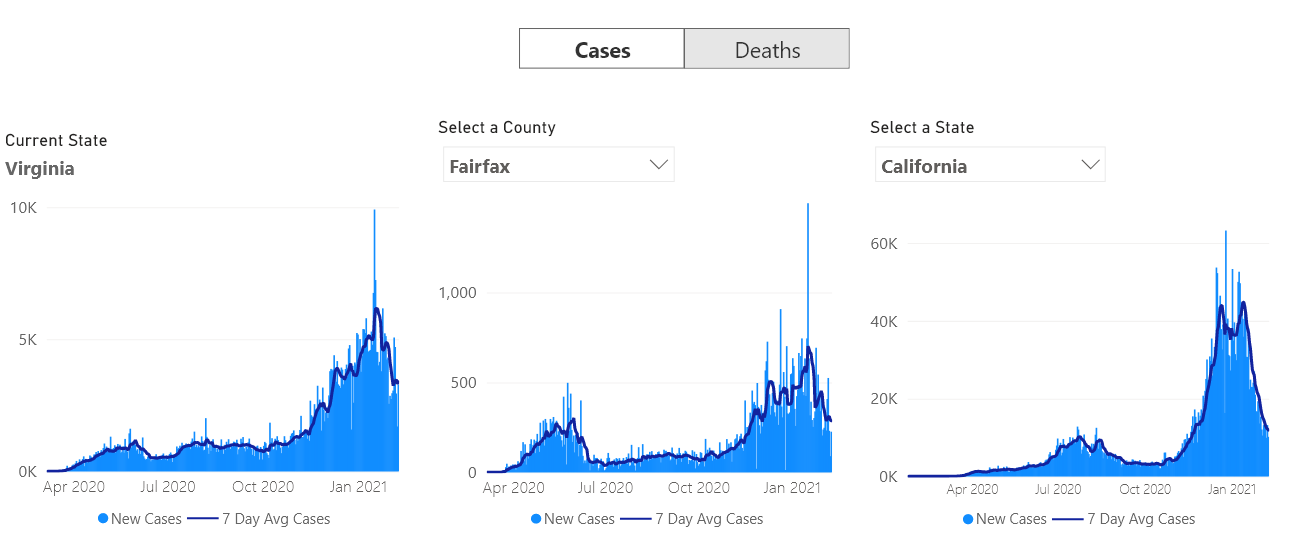 Cases
Deaths
Current State
Virginia
10K
5K
0K
Apr 2020
Jul 2020
Oct 2020
Jan 2021
New Cases
7 Day Avg Cases
Select a County
Fairfax
1,000
500
0
Apr 2020
Jul 2020
Oct 2020
Jan 2021
New Cases
7 Day Avg Cases
Select a State
California
60K
40K
20K
0K
Apr 2020
Jul 2020
Oct 2020
Jan 2021
New Cases
7 Day Avg Cases